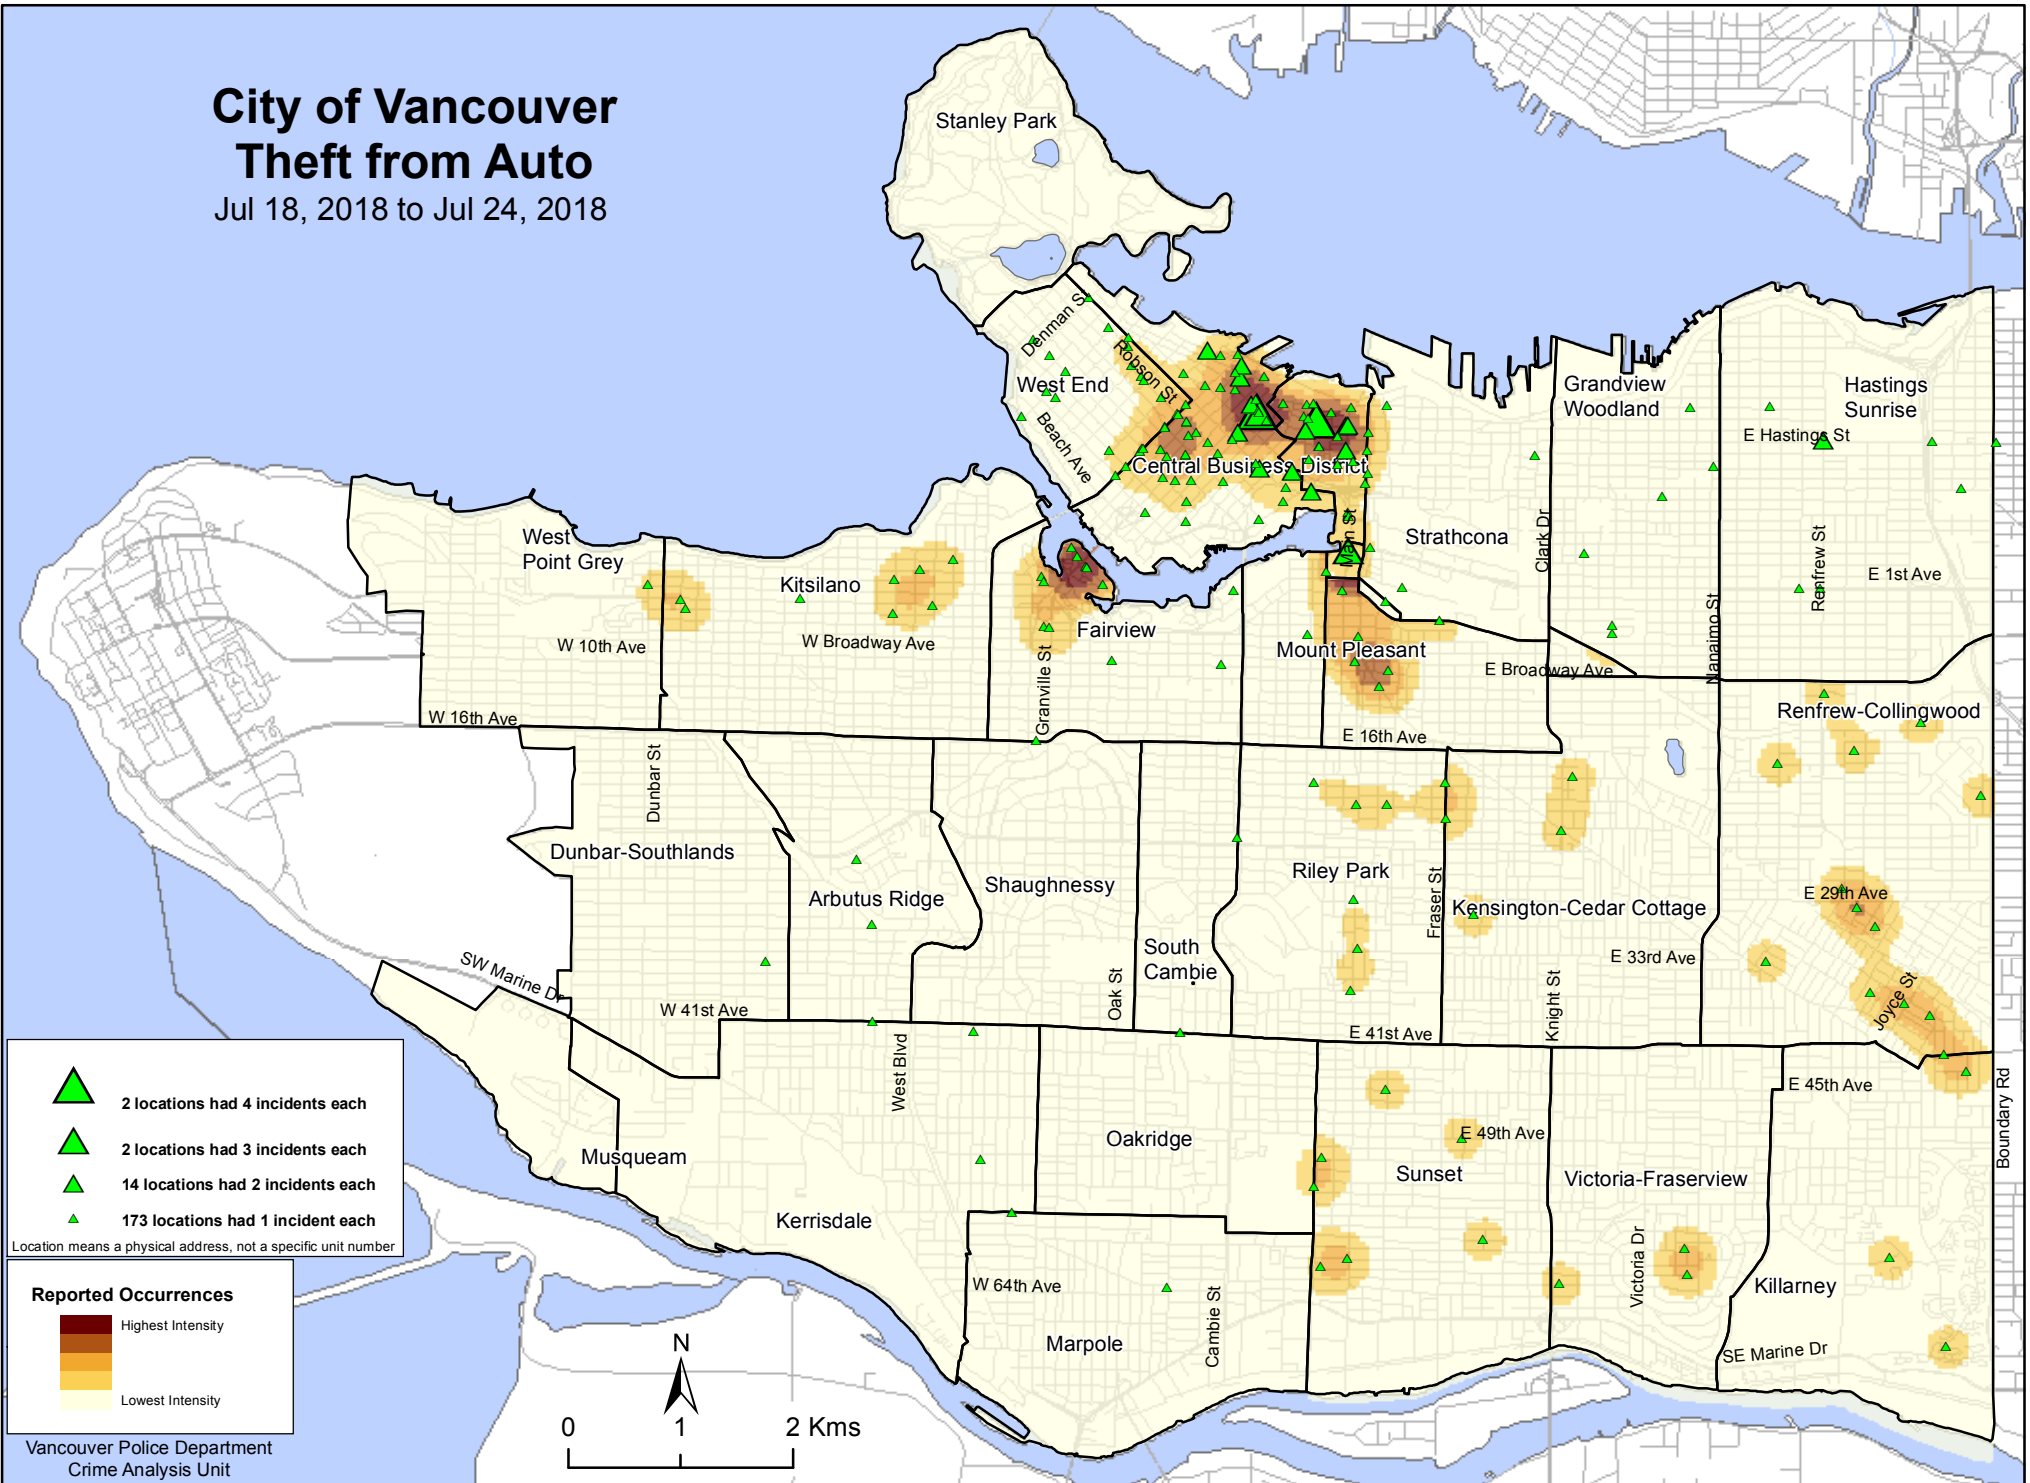 City of Vancouver
Theft from Auto
Jul 18, 2018 to Jul 24, 2018
Stanley Park
Denman St
Robson St
West End
Beach Ave
Central Business District
Grandview
Woodland
Hastings
Sunrise
E Hastings St
West
Point Grey
Kitsilano
Strathcona
Main St
Clark Dr
Renfrew St
E 1st Ave
Nanaimo St
Fairview
W 10th Ave
W Broadway Ave
Granville St
Mount Pleasant
E Broadway Ave
W 16th Ave
E 16th Ave
Renfrew-Collingwood
Dunbar St
Dunbar-Southlands
Arbutus Ridge
Shaughnessy
Riley Park
Fraser St
Kensington-Cedar Cottage
E 29th Ave
South
Cambie
E 33rd Ave
SW Marine Dr
W 41st Ave
Oak St
E 41st Ave
Knight St
Joyce St
West Blvd
E 45th Ave
Boundary Rd
Musqueam
Oakridge
E 49th Ave
Sunset
Victoria-Fraserview
Kerrisdale
W 64th Ave
Cambie St
Victoria Dr
Killarney
Marpole
SE Marine Dr
2 locations had 4 incidents each
2 locations had 3 incidents each
14 locations had 2 incidents each
173 locations had 1 incident each
Location means a physical address, not a specific unit number
Reported Occurrences
Highest Intensity
Lowest Intensity
Vancouver Police Department
Crime Analysis Unit
N
0 1 2 Kms